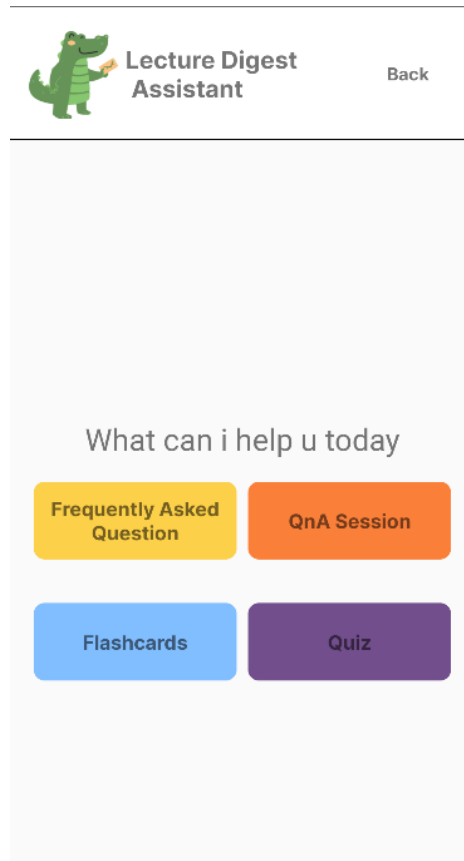 Lecture Digest
Assistant
Back
What can i help u today
Frequently Asked
Question
QnA Session
Flashcards
Quiz